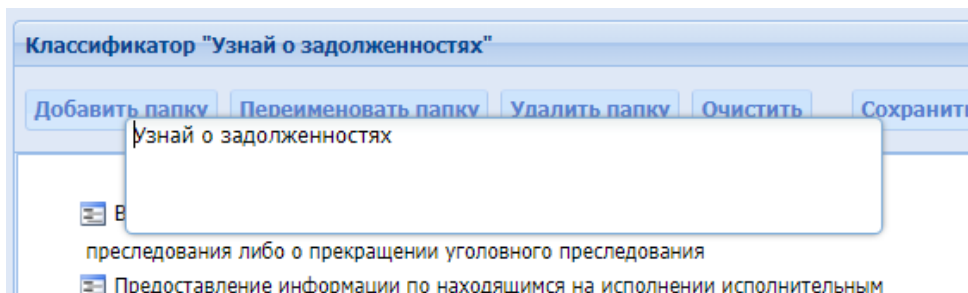 Классификатор "Узнай о задолженностях"
Добавить папку Переименовать папку Удалить папку Очистить Сохранить
Узнай о задолженностях
В
преследования либо о прекращении уголовного преследования
Предоставление информации по находящимся на исполнении исполнительным